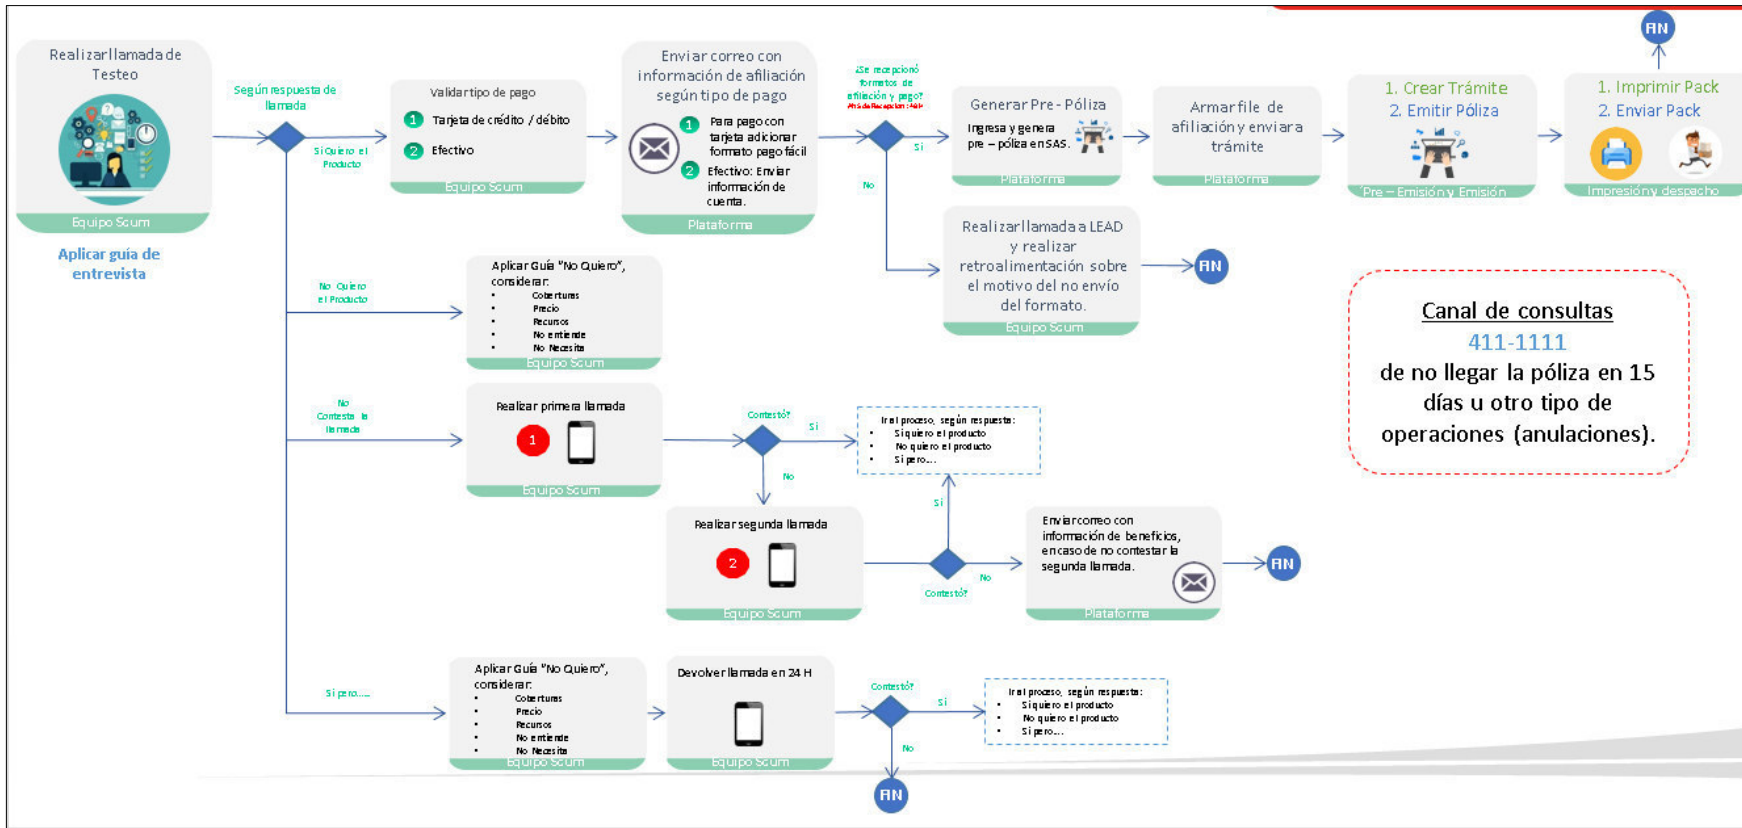 Realizar llamada de
Testeo
Equipo Scum
Aplicar guía de
entrevista
Según respuesta de
llamada
Si Quiero el
Producto
Validar tipo de pago
1 Tarjeta de crédito / débito
2 Efectivo
Equipo Scum
Enviar correo con
información de afiliación
según tipo de pago
1 Para pago con
tarjeta adicionar
formato pago fácil
2 Efectivo: Enviar
información de
cuenta.
Plataforma
¿Se recepcionó
formatos de
afiliación y pago?
Si
No
Generar Pre - Póliza
Ingresa y genera
pre – póliza en SAS.
Plataforma
Armar file de
afiliación y enviar a
trámite
Plataforma
1. Crear Trámite
2. Emitir Póliza
Pre – Emisión y Emisión
FIN
1. Imprimir Pack
2. Enviar Pack
Impresión y despacho
Realizar llamada a LEAD
y realizar
retroalimentación sobre
el motivo del no envío
del formato.
Equipo Scum
FIN
Canal de consultas
411-1111
de no llegar la póliza en 15
días u otro tipo de
operaciones (anulaciones).
No Quiero
el Producto
Aplicar Guía "No Quiero",
considerar:
• Coberturas
• Precio
• Recursos
• No entiende
• No Necesita
Equipo Scum
No
Contesta la
llamada
Realizar primera llamada
1
Equipo Scum
Contestó?
Si
No
Ir al proceso, según respuesta:
• Si quiero el producto
• No quiero el producto
• Si pero....
Realizar segunda llamada
2
Equipo Scum
Si
No
Contestó?
Enviar correo con
información de beneficios,
en caso de no contestar la
segunda llamada.
Plataforma
FIN
Si pero.....
Aplicar Guía "No Quiero",
considerar:
• Coberturas
• Precio
• Recursos
• No entiende
• No Necesita
Equipo Scum
Devolver llamada en 24 H
Equipo Scum
Contestó?
Si
No
Ir al proceso, según respuesta:
• Si quiero el producto
• No quiero el producto
• Si pero....
FIN